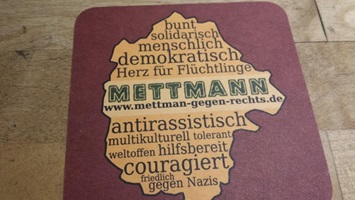 bunt
solidarisch
menschlich
demokratisch
Herz für Flüchtlinge
METTMANN
www.mettman-gegen-rechts.de
antirassistisch
multikulturell tolerant
weltoffen hilfsbereit
couragiert
friedlich
gegen Nazis